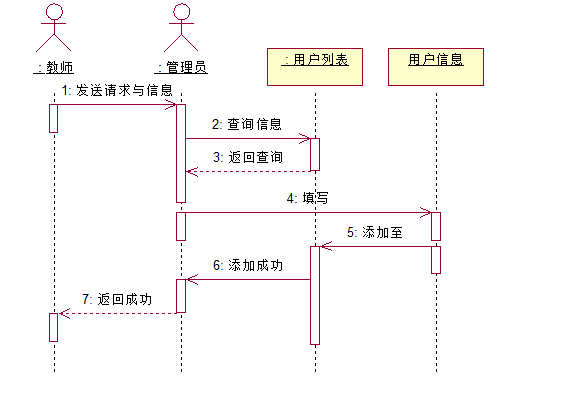 : 教师
: 管理员
: 用户列表
用户信息
1: 发送请求与信息
2: 查询信息
3: 返回查询
4: 填写
5: 添加至
6: 添加成功
7: 返回成功